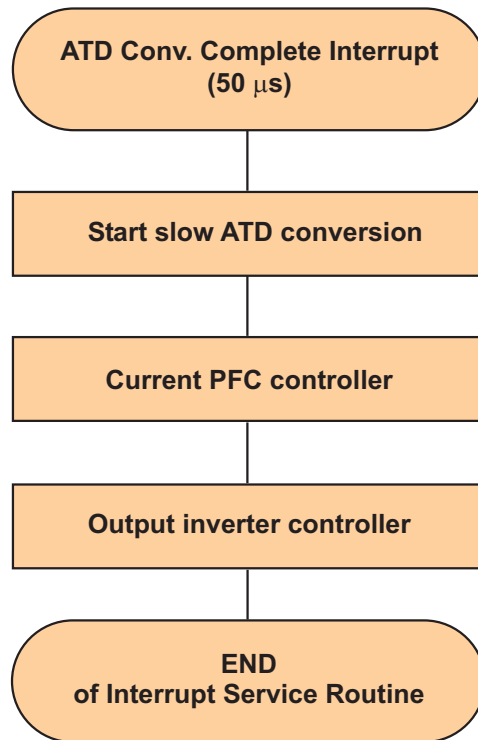 ATD Conv. Complete Interrupt
(50 μs)
Start slow ATD conversion
Current PFC controller
Output inverter controller
END
of Interrupt Service Routine